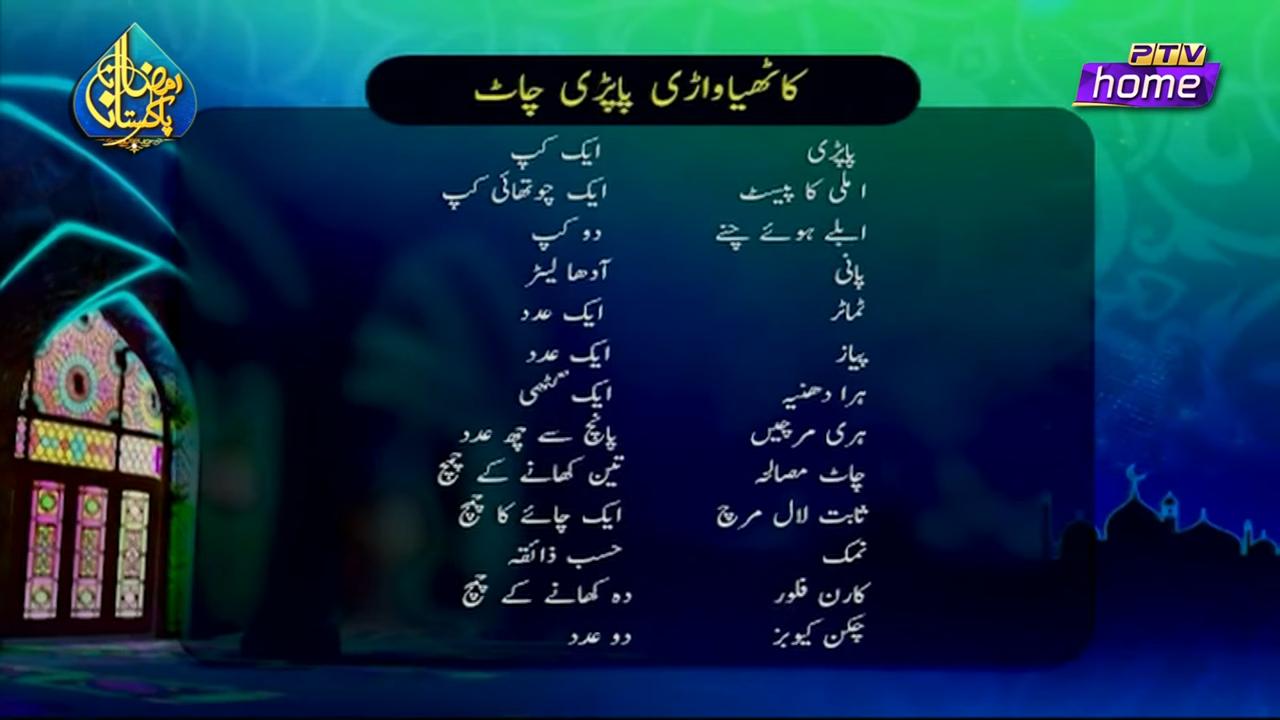 رمضان پاکستان
PTV
home
کاٹھیاواڑی پاپڑی چاٹ
پاپڑی ایک کپ
املی کا پیسٹ ایک چوتھائی کپ
ابلے ہوئے چنے دو کپ
پانی آدھا لیٹر
ٹماٹر ایک عدد
پیاز ایک عدد
ہرا دھنیہ ایک مٹھی
ہری مرچیں پانچ سے چھ عدد
چاٹ مصالحہ تین کھانے کے چمچ
ثابت لال مرچ ایک چائے کا چمچ
نمک حسب ذائقہ
کارن فلور دہ کھانے کے چمچ
چکن کیوبز دو عدد